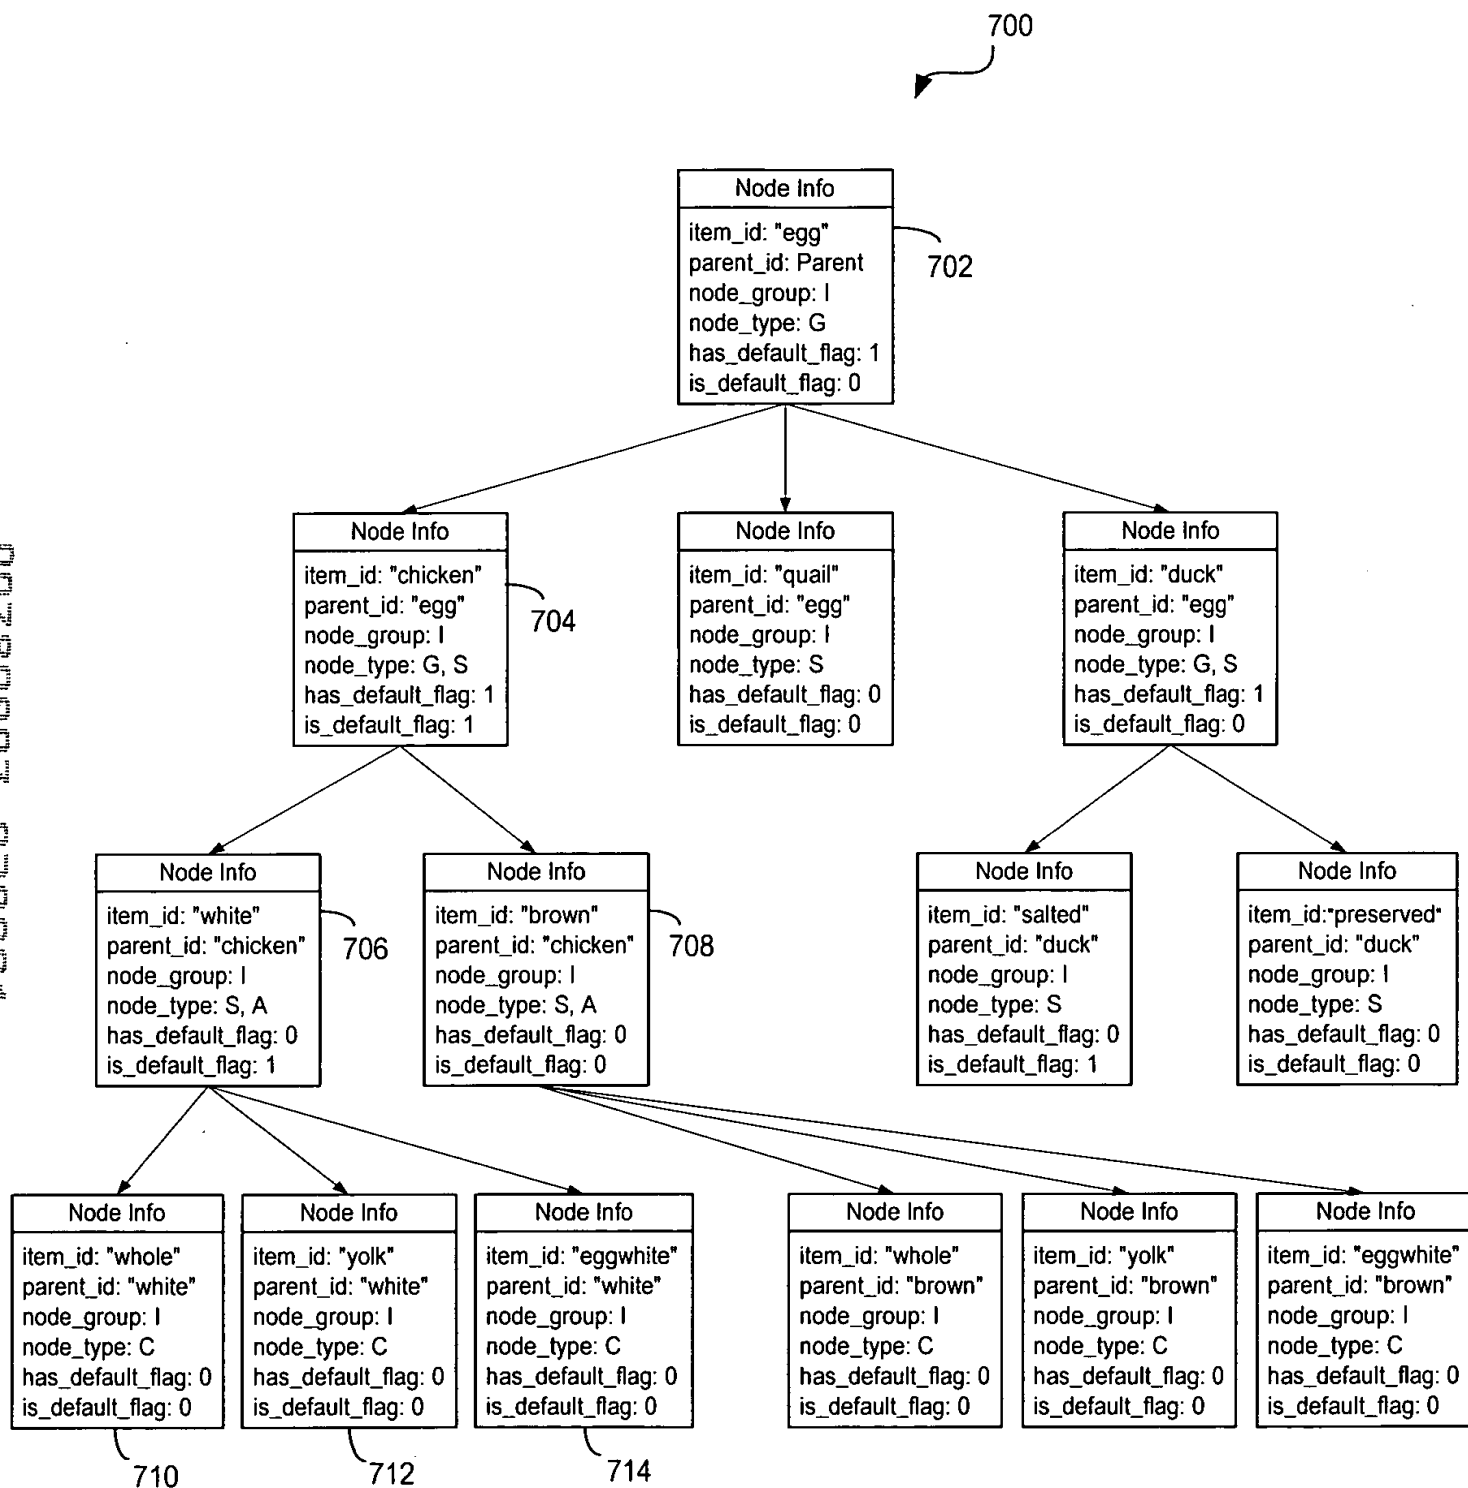 700
Node Info
item_id: "egg"
parent_id: Parent
node_group: I
node_type: G
has_default_flag: 1
is_default_flag: 0
702
Node Info
item_id: "chicken"
parent_id: "egg"
node_group: I
node_type: G, S
has_default_flag: 1
is_default_flag: 1
704
Node Info
item_id: "quail"
parent_id: "egg"
node_group: I
node_type: S
has_default_flag: 0
is_default_flag: 0
Node Info
item_id: "duck"
parent_id: "egg"
node_group: I
node_type: G, S
has_default_flag: 1
is_default_flag: 0
Node Info
item_id: "white"
parent_id: "chicken"
node_group: I
node_type: S, A
has_default_flag: 0
is_default_flag: 1
706
Node Info
item_id: "brown"
parent_id: "chicken"
node_group: I
node_type: S, A
has_default_flag: 0
is_default_flag: 0
708
Node Info
item_id: "salted"
parent_id: "duck"
node_group: I
node_type: S
has_default_flag: 0
is_default_flag: 1
Node Info
item_id:"preserved"
parent_id: "duck"
node_group: I
node_type: S
has_default_flag: 0
is_default_flag: 0
Node Info
item_id: "whole"
parent_id: "white"
node_group: I
node_type: C
has_default_flag: 0
is_default_flag: 0
710
Node Info
item_id: "yolk"
parent_id: "white"
node_group: I
node_type: C
has_default_flag: 0
is_default_flag: 0
712
Node Info
item_id: "eggwhite"
parent_id: "white"
node_group: I
node_type: C
has_default_flag: 0
is_default_flag: 0
714
Node Info
item_id: "whole"
parent_id: "brown"
node_group: I
node_type: C
has_default_flag: 0
is_default_flag: 0
Node Info
item_id: "yolk"
parent_id: "brown"
node_group: I
node_type: C
has_default_flag: 0
is_default_flag: 0
Node Info
item_id: "eggwhite"
parent_id: "brown"
node_group: I
node_type: C
has_default_flag: 0
is_default_flag: 0